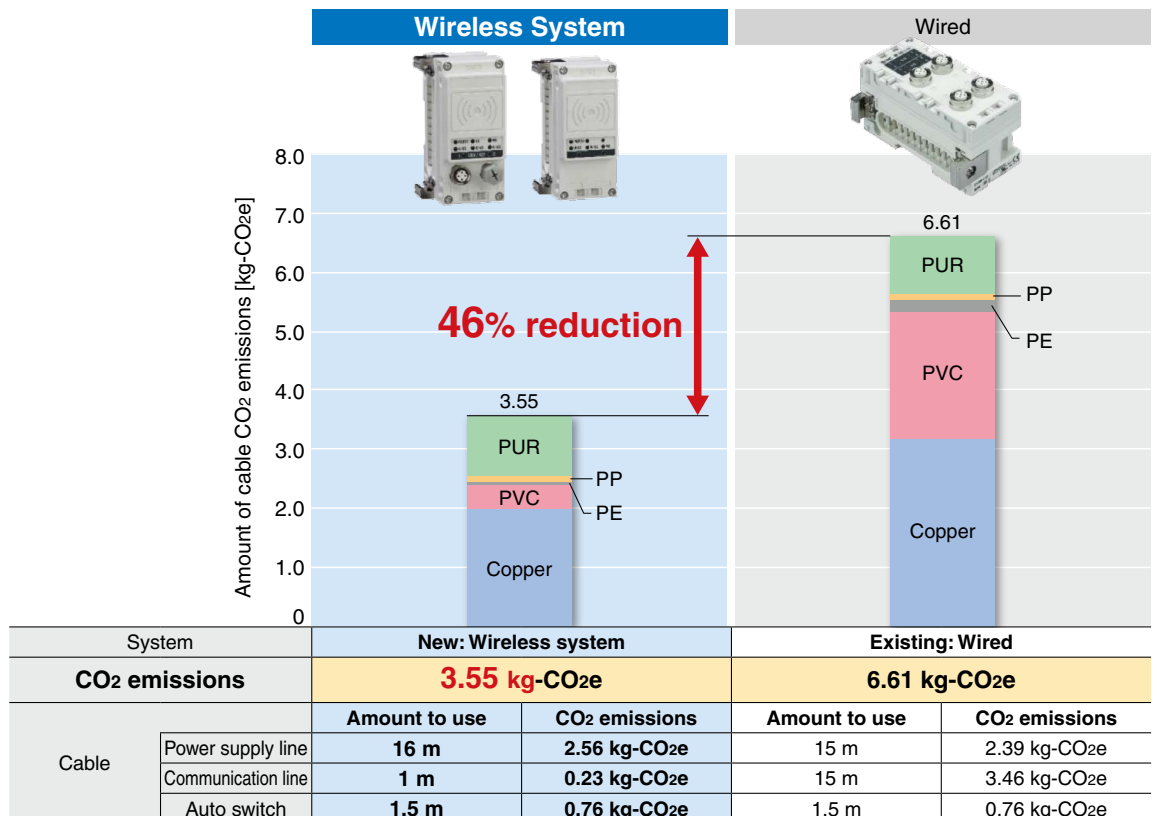 Wireless System
Wired
Amount of cable CO2 emissions [kg-CO2e]
8.0
7.0
6.0
5.0
4.0
3.0
2.0
1.0
0
46% reduction
3.55
PUR
PP
PVC
PE
Copper
6.61
PUR
PP
PE
PVC
Copper
System New: Wireless system Existing: Wired
CO2 emissions 3.55 kg-CO2e 6.61 kg-CO2e
Amount to use CO2 emissions Amount to use CO2 emissions
Cable
Power supply line 16 m 2.56 kg-CO2e 15 m 2.39 kg-CO2e
Communication line 1 m 0.23 kg-CO2e 15 m 3.46 kg-CO2e
Auto switch 1.5 m 0.76 kg-CO2e 1.5 m 0.76 kg-CO2e